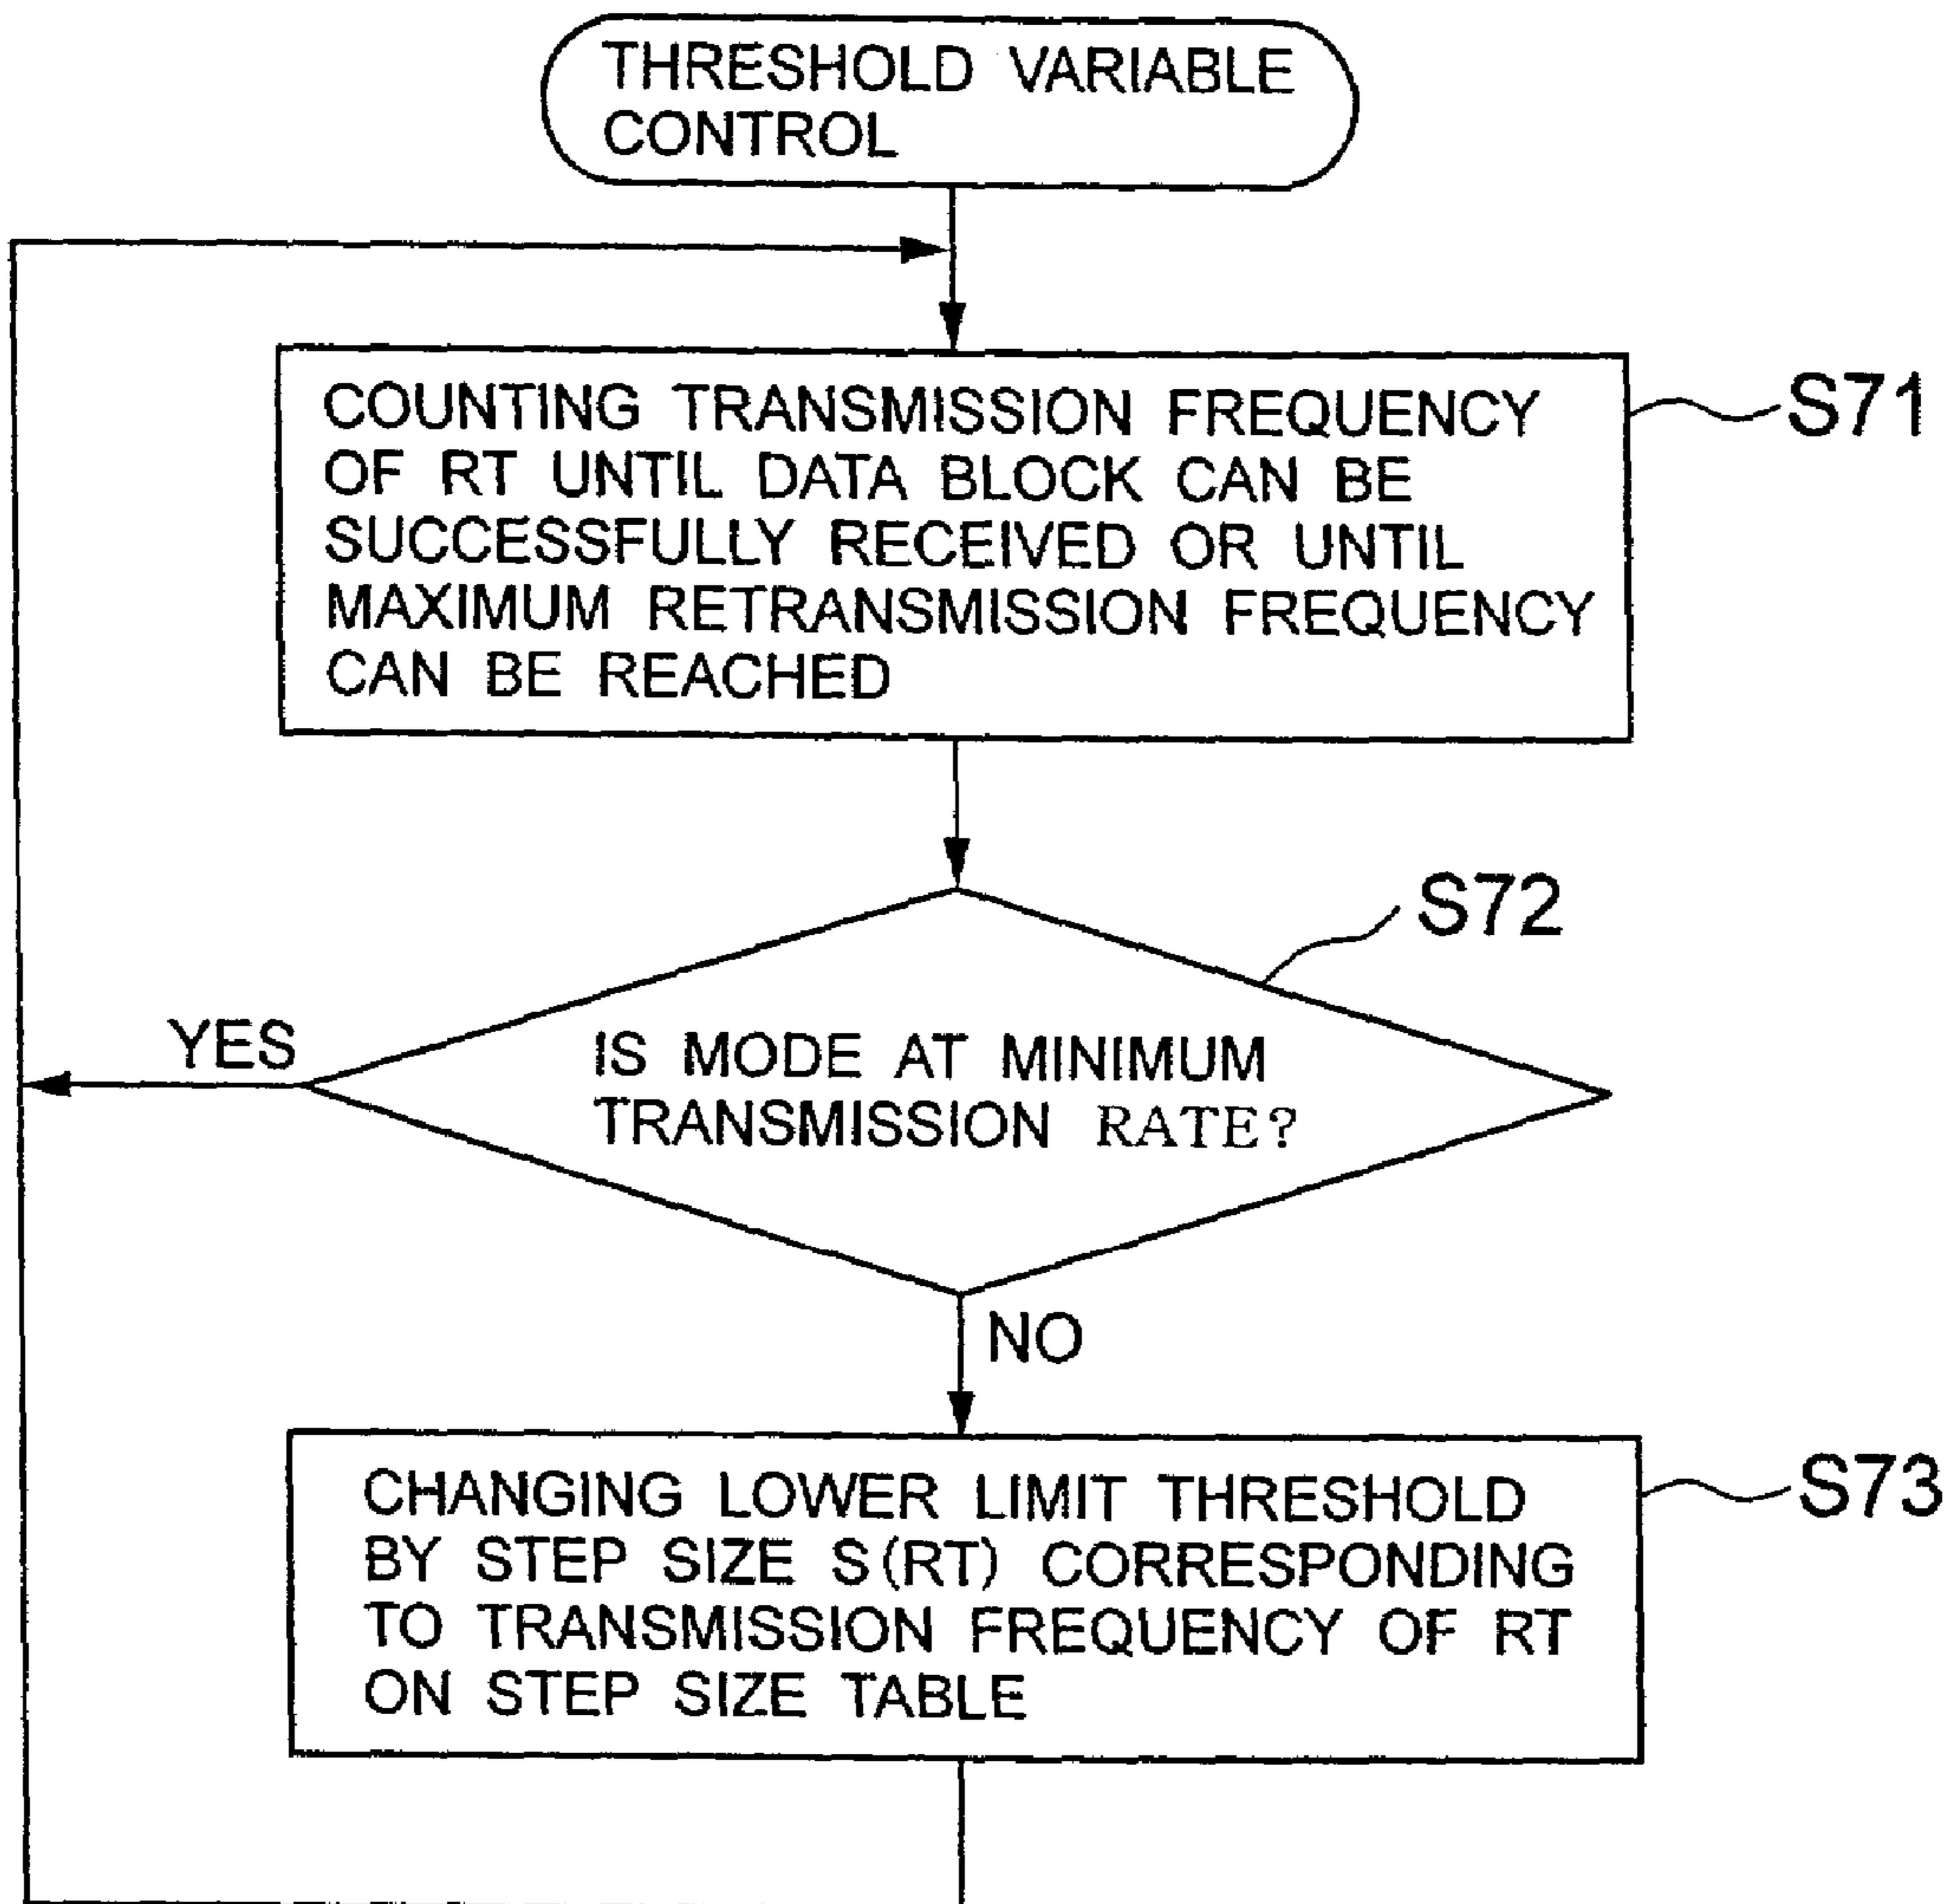 THRESHOLD VARIABLE
CONTROL
COUNTING TRANSMISSION FREQUENCY
OF RT UNTIL DATA BLOCK CAN BE
SUCCESSFULLY RECEIVED OR UNTIL
MAXIMUM RETRANSMISSION FREQUENCY
CAN BE REACHED
S71
S72
YES
IS MODE AT MINIMUM
TRANSMISSION RATE?
NO
CHANGING LOWER LIMIT THRESHOLD
BY STEP SIZE S(RT) CORRESPONDING
TO TRANSMISSION FREQUENCY OF RT
ON STEP SIZE TABLE
S73